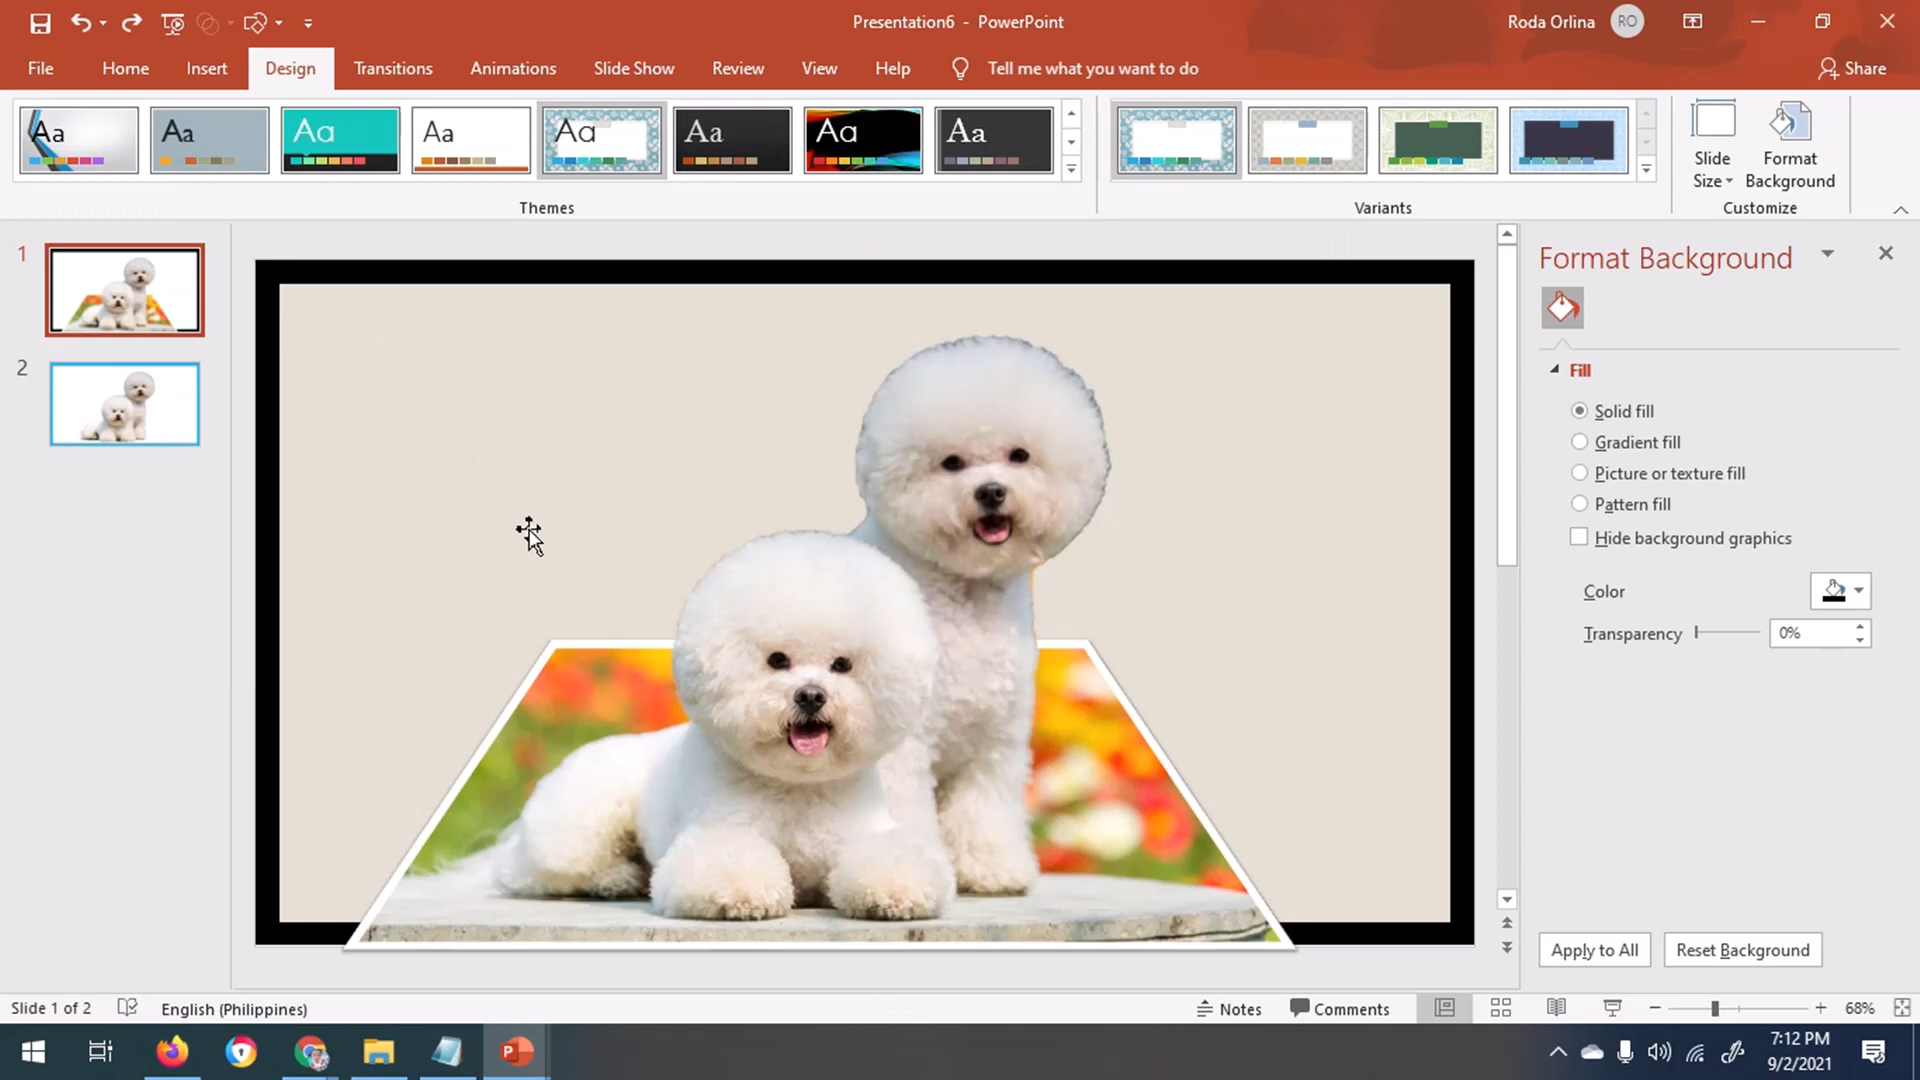 Presentation6 - PowerPoint
Roda Orlina
RO
File
Home
Insert
Design
Transitions
Animations
Slide Show
Review
View
Help
Tell me what you want to do
Share
Aa
Aa
Aa
Aa
Aa
Aa
Aa
Aa
Slide Size
Format Background
Themes
Variants
Customize
1
2
Format Background
Fill
Solid fill
Gradient fill
Picture or texture fill
Pattern fill
Hide background graphics
Color
Transparency
0%
Apply to All
Reset Background
Slide 1 of 2
English (Philippines)
Notes
Comments
68%
P
7:12 PM
9/2/2021